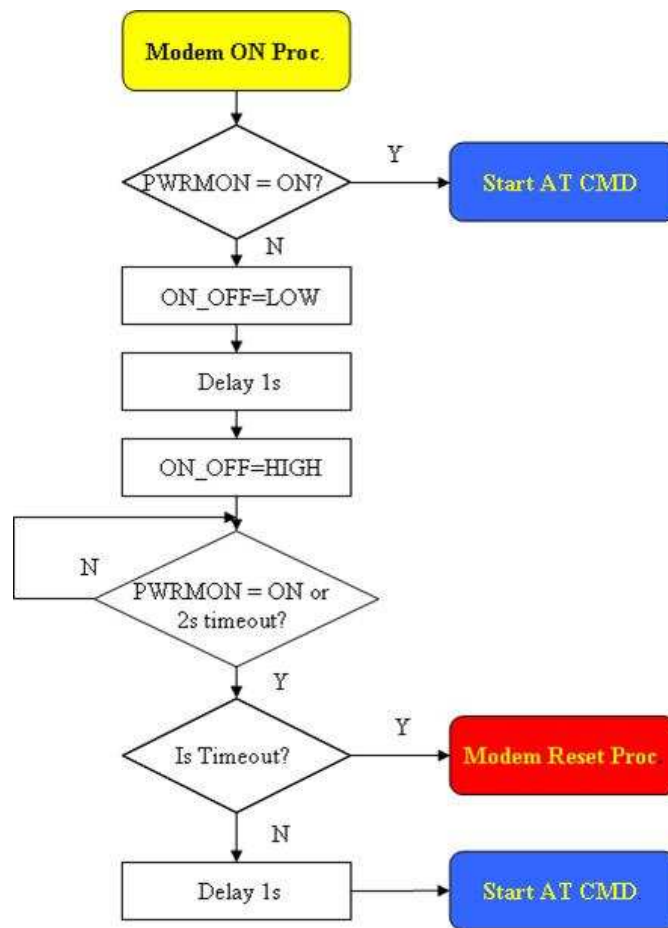 Modem ON Proc.
PWRMON = ON?
Y
Start AT CMD
N
ON_OFF=LOW
Delay 1s
ON_OFF=HIGH
N
PWRMON = ON or
2s timeout?
Y
Is Timeout?
Y
Modem Reset Proc.
N
Delay 1s
Start AT CMD